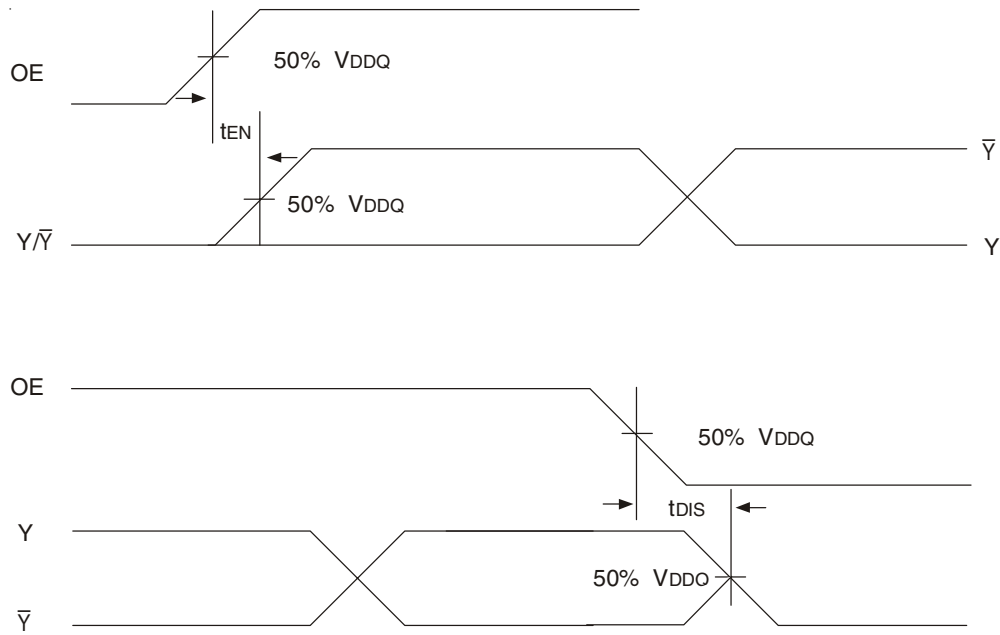 OE
50% VDDQ
tEN
50% VDDQ
Y̅
Y/Y̅
Y
OE
50% VDDQ
tDIS
Y
50% VDDQ
Y̅